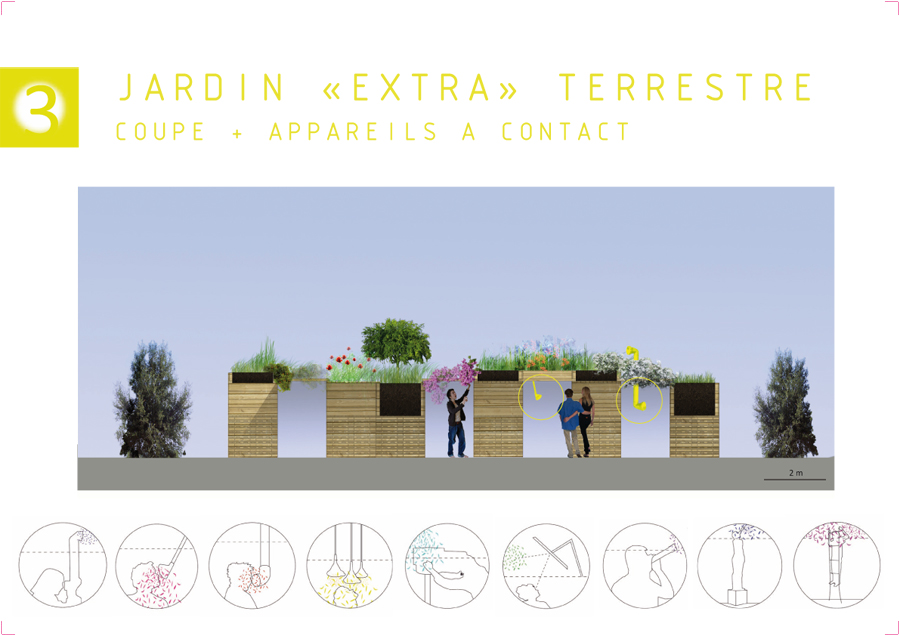 3
JARDIN «EXTRA» TERRESTRE
COUPE + APPAREILS A CONTACT
2 m